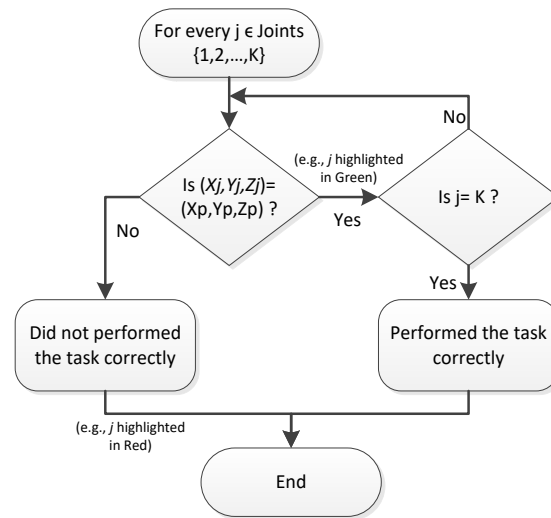 For every j ϵ Joints
{1,2,...,K}
No
(e.g., j highlighted
in Green)
Is (Xj,Yj,Zj)=
(Xp,Yp,Zp) ?
Is j= K ?
Yes
No
Yes
Did not performed
the task correctly
Performed the task
correctly
(e.g., j highlighted
in Red)
End